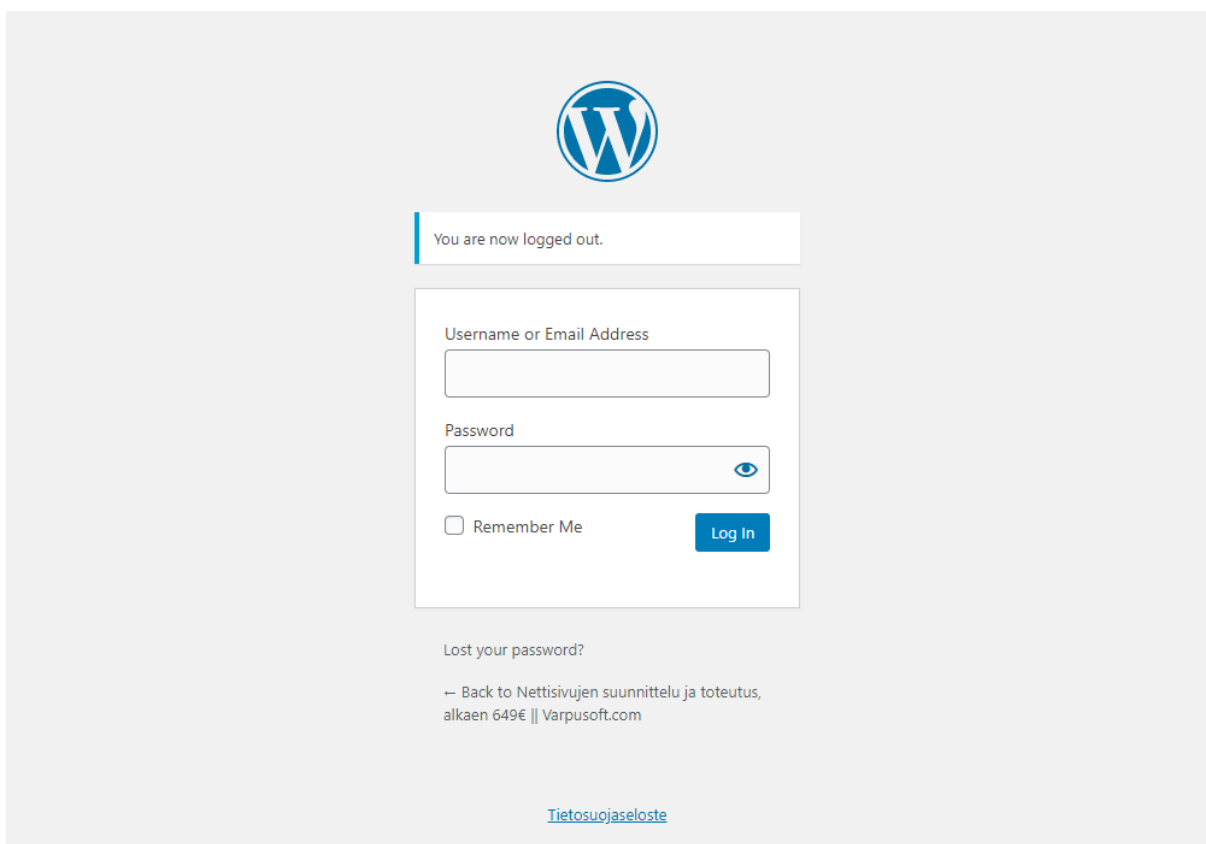 You are now logged out.
Username or Email Address
Password
Remember Me
Log In
Lost your password?
← Back to Nettisivujen suunnittelu ja toteutus,
alkaen 649€ || Varpusoft.com
Tietosuojaseloste